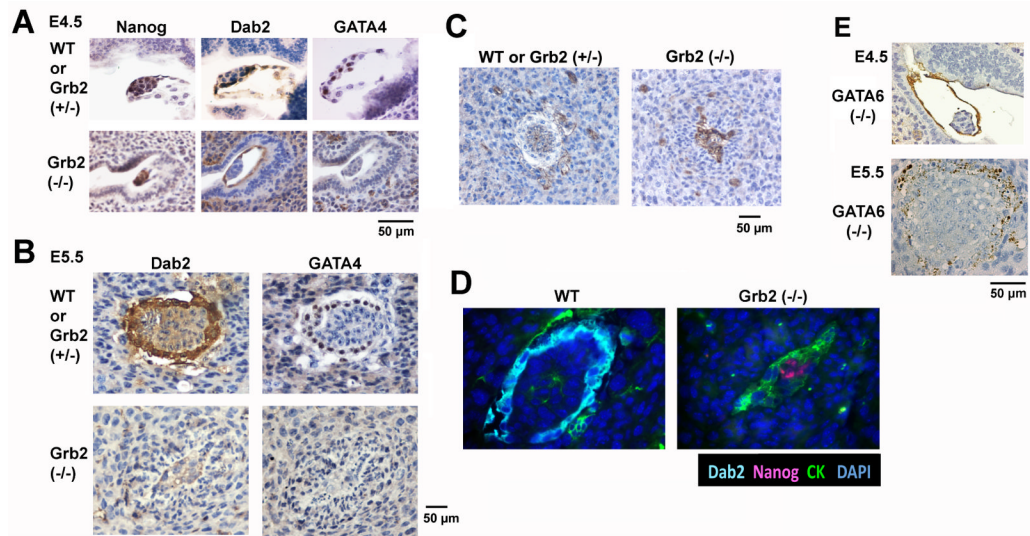 A
E4.5
Nanog
Dab2
GATA4
WT
or
Grb2
(+/-)
Grb2
(-/-)
50 µm
B
E5.5
Dab2
GATA4
WT
or
Grb2
(+/-)
Grb2
(-/-)
50 µm
C
WT or Grb2 (+/-)
Grb2 (-/-)
50 µm
D
WT
Grb2 (-/-)
Dab2 Nanog CK DAPI
E
E4.5
GATA6
(-/-)
E5.5
GATA6
(-/-)
50 µm